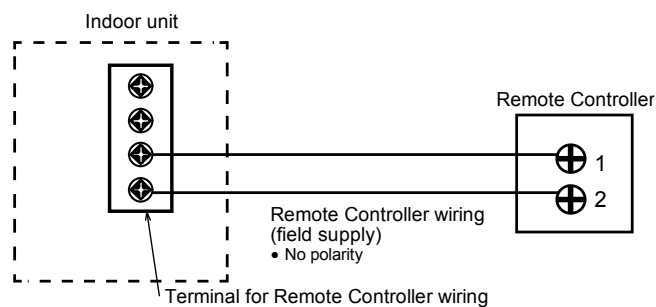 Indoor unit
Remote Controller
1
2
Remote Controller wiring
(field supply)
• No polarity
Terminal for Remote Controller wiring